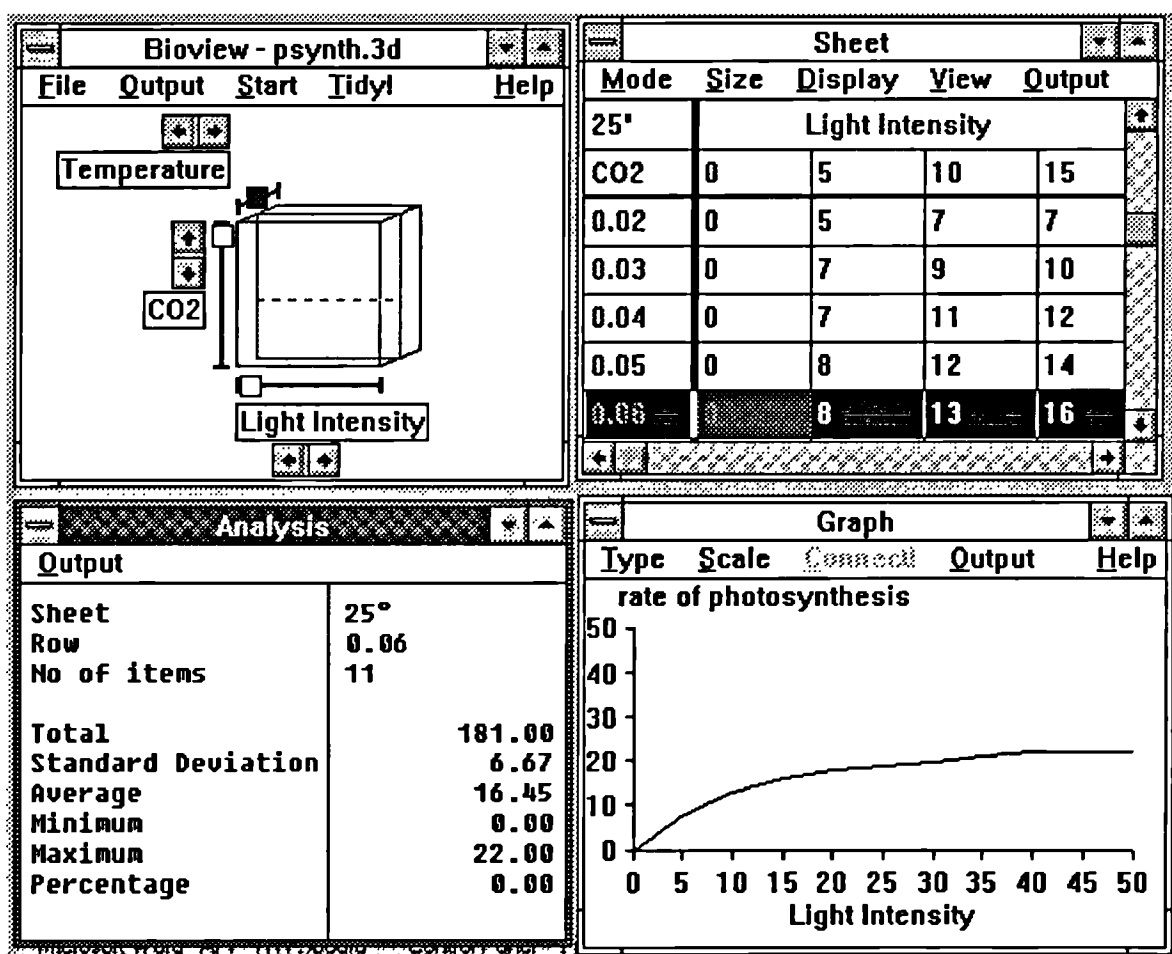 Bioview - psynth.3d
File Output Start Tidy! Help
Temperature
CO2
Light Intensity
Sheet
Mode Size Display View Output
25° Light Intensity
CO2 0 5 10 15
0.02 0 5 7 7
0.03 0 7 9 10
0.04 0 7 11 12
0.05 0 8 12 14
0.06 8 13 16
Analysis
Output
Sheet 25°
Row 0.06
No of items 11
Total 181.00
Standard Deviation 6.67
Average 16.45
Minimum 0.00
Maximum 22.00
Percentage 0.00
Graph
Type Scale Connect! Output Help
rate of photosynthesis
50
40
30
20
10
0
0 5 10 15 20 25 30 35 40 45 50
Light Intensity